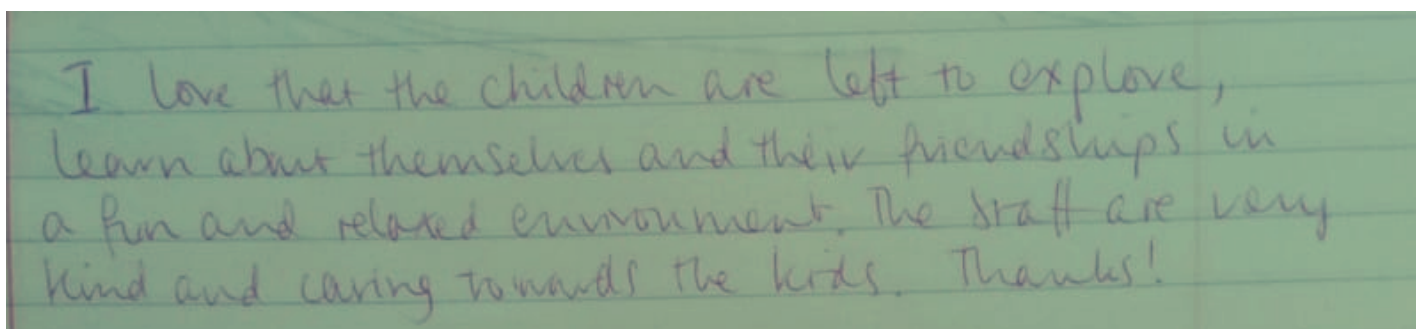 I love that the children are left to explore,
learn about themselves and their friendships in
a fun and relaxed environment. The staff are very
kind and caring towards the kids. Thanks!